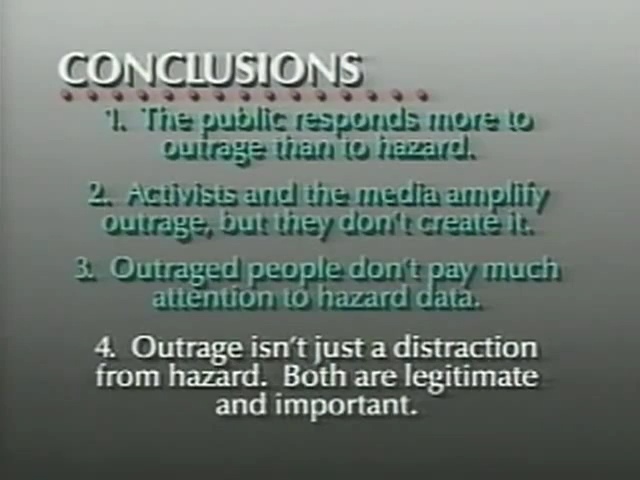 CONCLUSIONS
1. The public responds more to
outrage than to hazard.
2. Activists and the media amplify
outrage, but they don't create it.
3. Outraged people don't pay much
attention to hazard data.
4. Outrage isn't just a distraction
from hazard. Both are legitimate
and important.